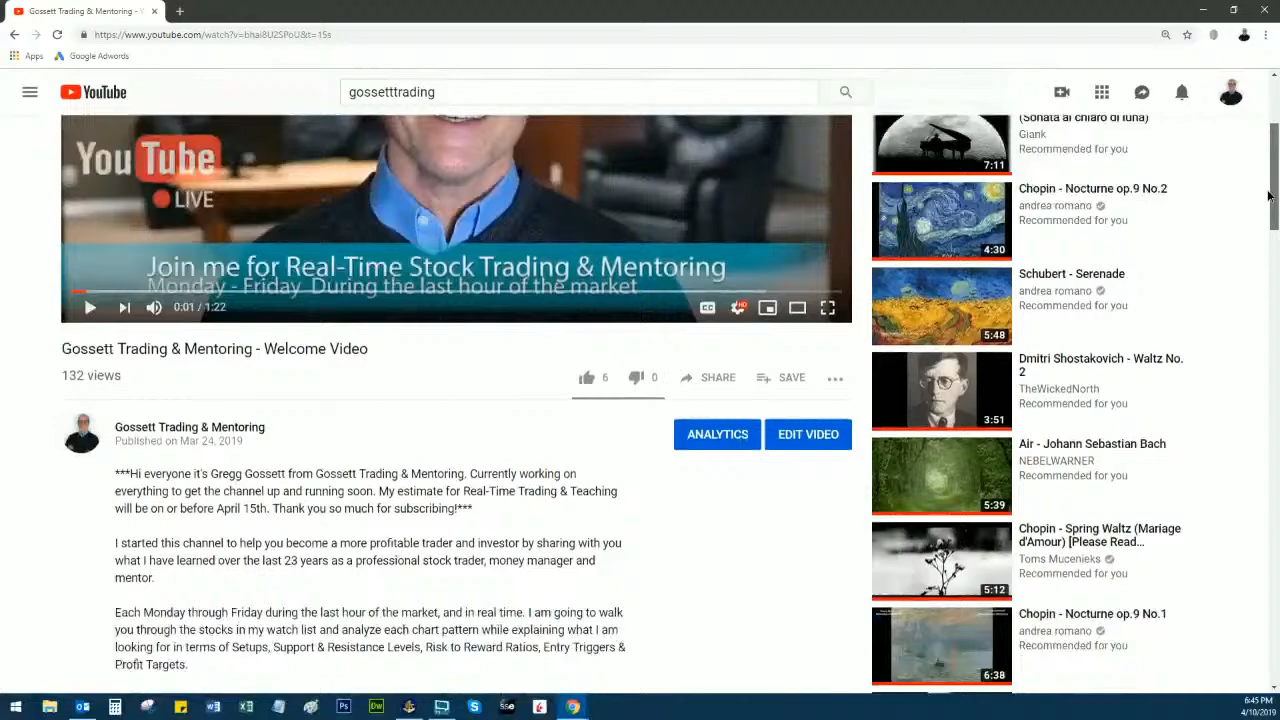 Gossett Trading & Mentoring - W
https://www.youtube.com/watch?v=bhai8U2SPoU&t=15s
Apps
Google Adwords
YouTube
gossetttrading
You Tube
LIVE
Join me for Real-Time Stock Trading & Mentoring
Monday - Friday During the last hour of the market
0:01 / 1:22
CC
HD
Gossett Trading & Mentoring - Welcome Video
132 views
6
0
SHARE
SAVE
Gossett Trading & Mentoring
Published on Mar 24, 2019
ANALYTICS
EDIT VIDEO
***Hi everyone it's Gregg Gossett from Gossett Trading & Mentoring. Currently working on
everything to get the channel up and running soon. My estimate for Real-Time Trading & Teaching
will be on or before April 15th. Thank you so much for subscribing!***
I started this channel to help you become a more profitable trader and investor by sharing with you
what I have learned over the last 23 years as a professional stock trader, money manager and
mentor.
Each Monday through Friday during the last hour of the market, and in real time. I am going to walk
you through the stocks in my watch list and analyze each chart pattern while explaining what I am
looking for in terms of Setups, Support & Resistance Levels, Risk to Reward Ratios, Entry Triggers &
Profit Targets.
(Sonata al chiaro di luna)
Giank
Recommended for you
7:11
Chopin - Nocturne op.9 No.2
andrea romano
Recommended for you
4:30
Schubert - Serenade
andrea romano
Recommended for you
5:48
Dmitri Shostakovich - Waltz No.
2
TheWickedNorth
Recommended for you
3:51
Air - Johann Sebastian Bach
NEBELWARNER
Recommended for you
5:39
Chopin - Spring Waltz (Mariage
d'Amour) [Please Read...
Toms Mucenieks
Recommended for you
5:12
Chopin - Nocturne op.9 No.1
andrea romano
Recommended for you
6:38
Ps
Dw
6:45 PM
4/10/2019